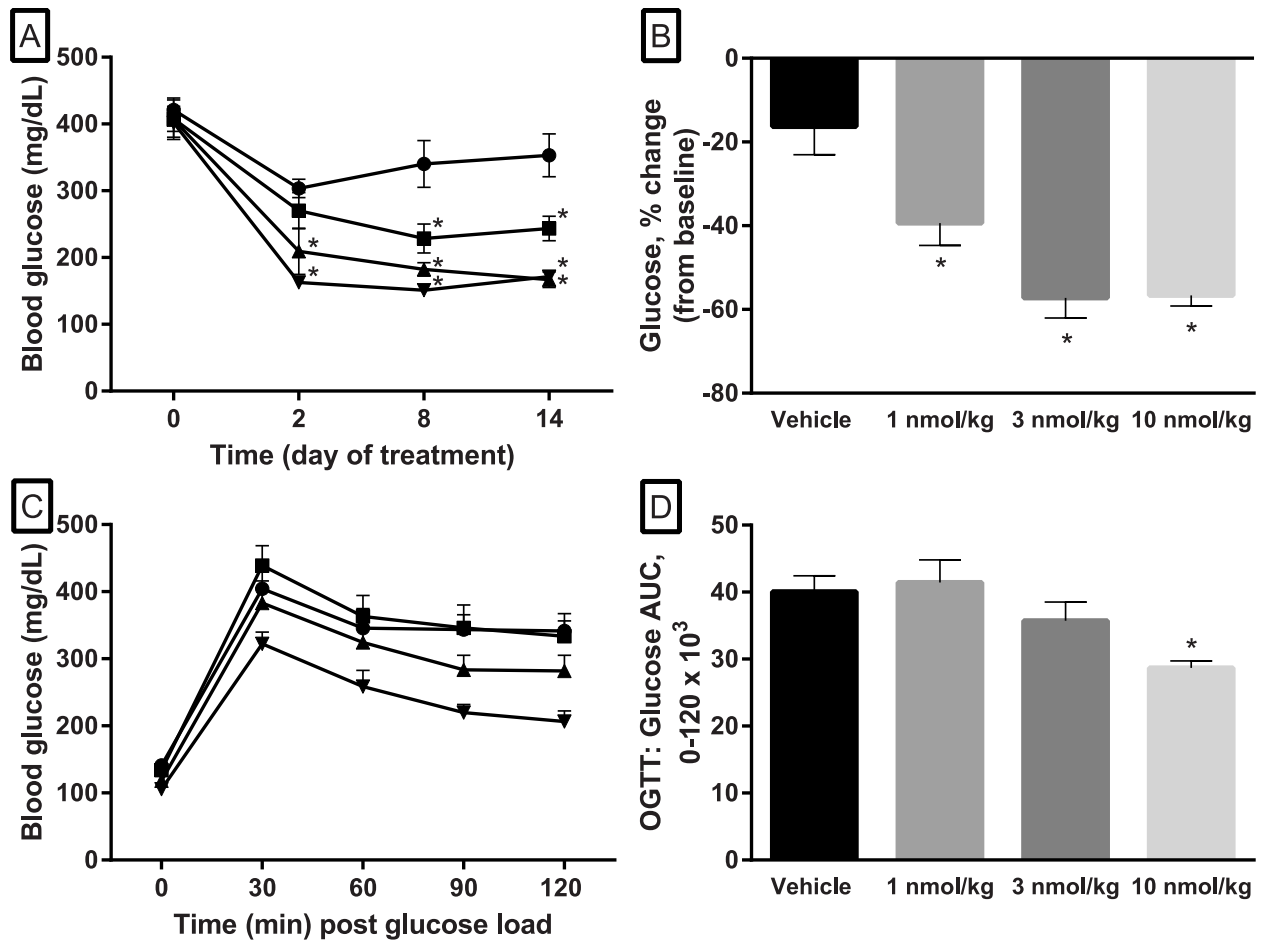 A
500
400
300
200
100
0
Blood glucose (mg/dL)
*
*
*
*
*
*
*
*
0 2 8 14
Time (day of treatment)
B
0
-20
-40
-60
-80
Glucose, % change
(from baseline)
*
*
*
Vehicle 1 nmol/kg 3 nmol/kg 10 nmol/kg
C
500
400
300
200
100
0
Blood glucose (mg/dL)
0 30 60 90 120
Time (min) post glucose load
D
50
40
30
20
10
0
OGTT: Glucose AUC,
0-120 x 10³
*
Vehicle 1 nmol/kg 3 nmol/kg 10 nmol/kg